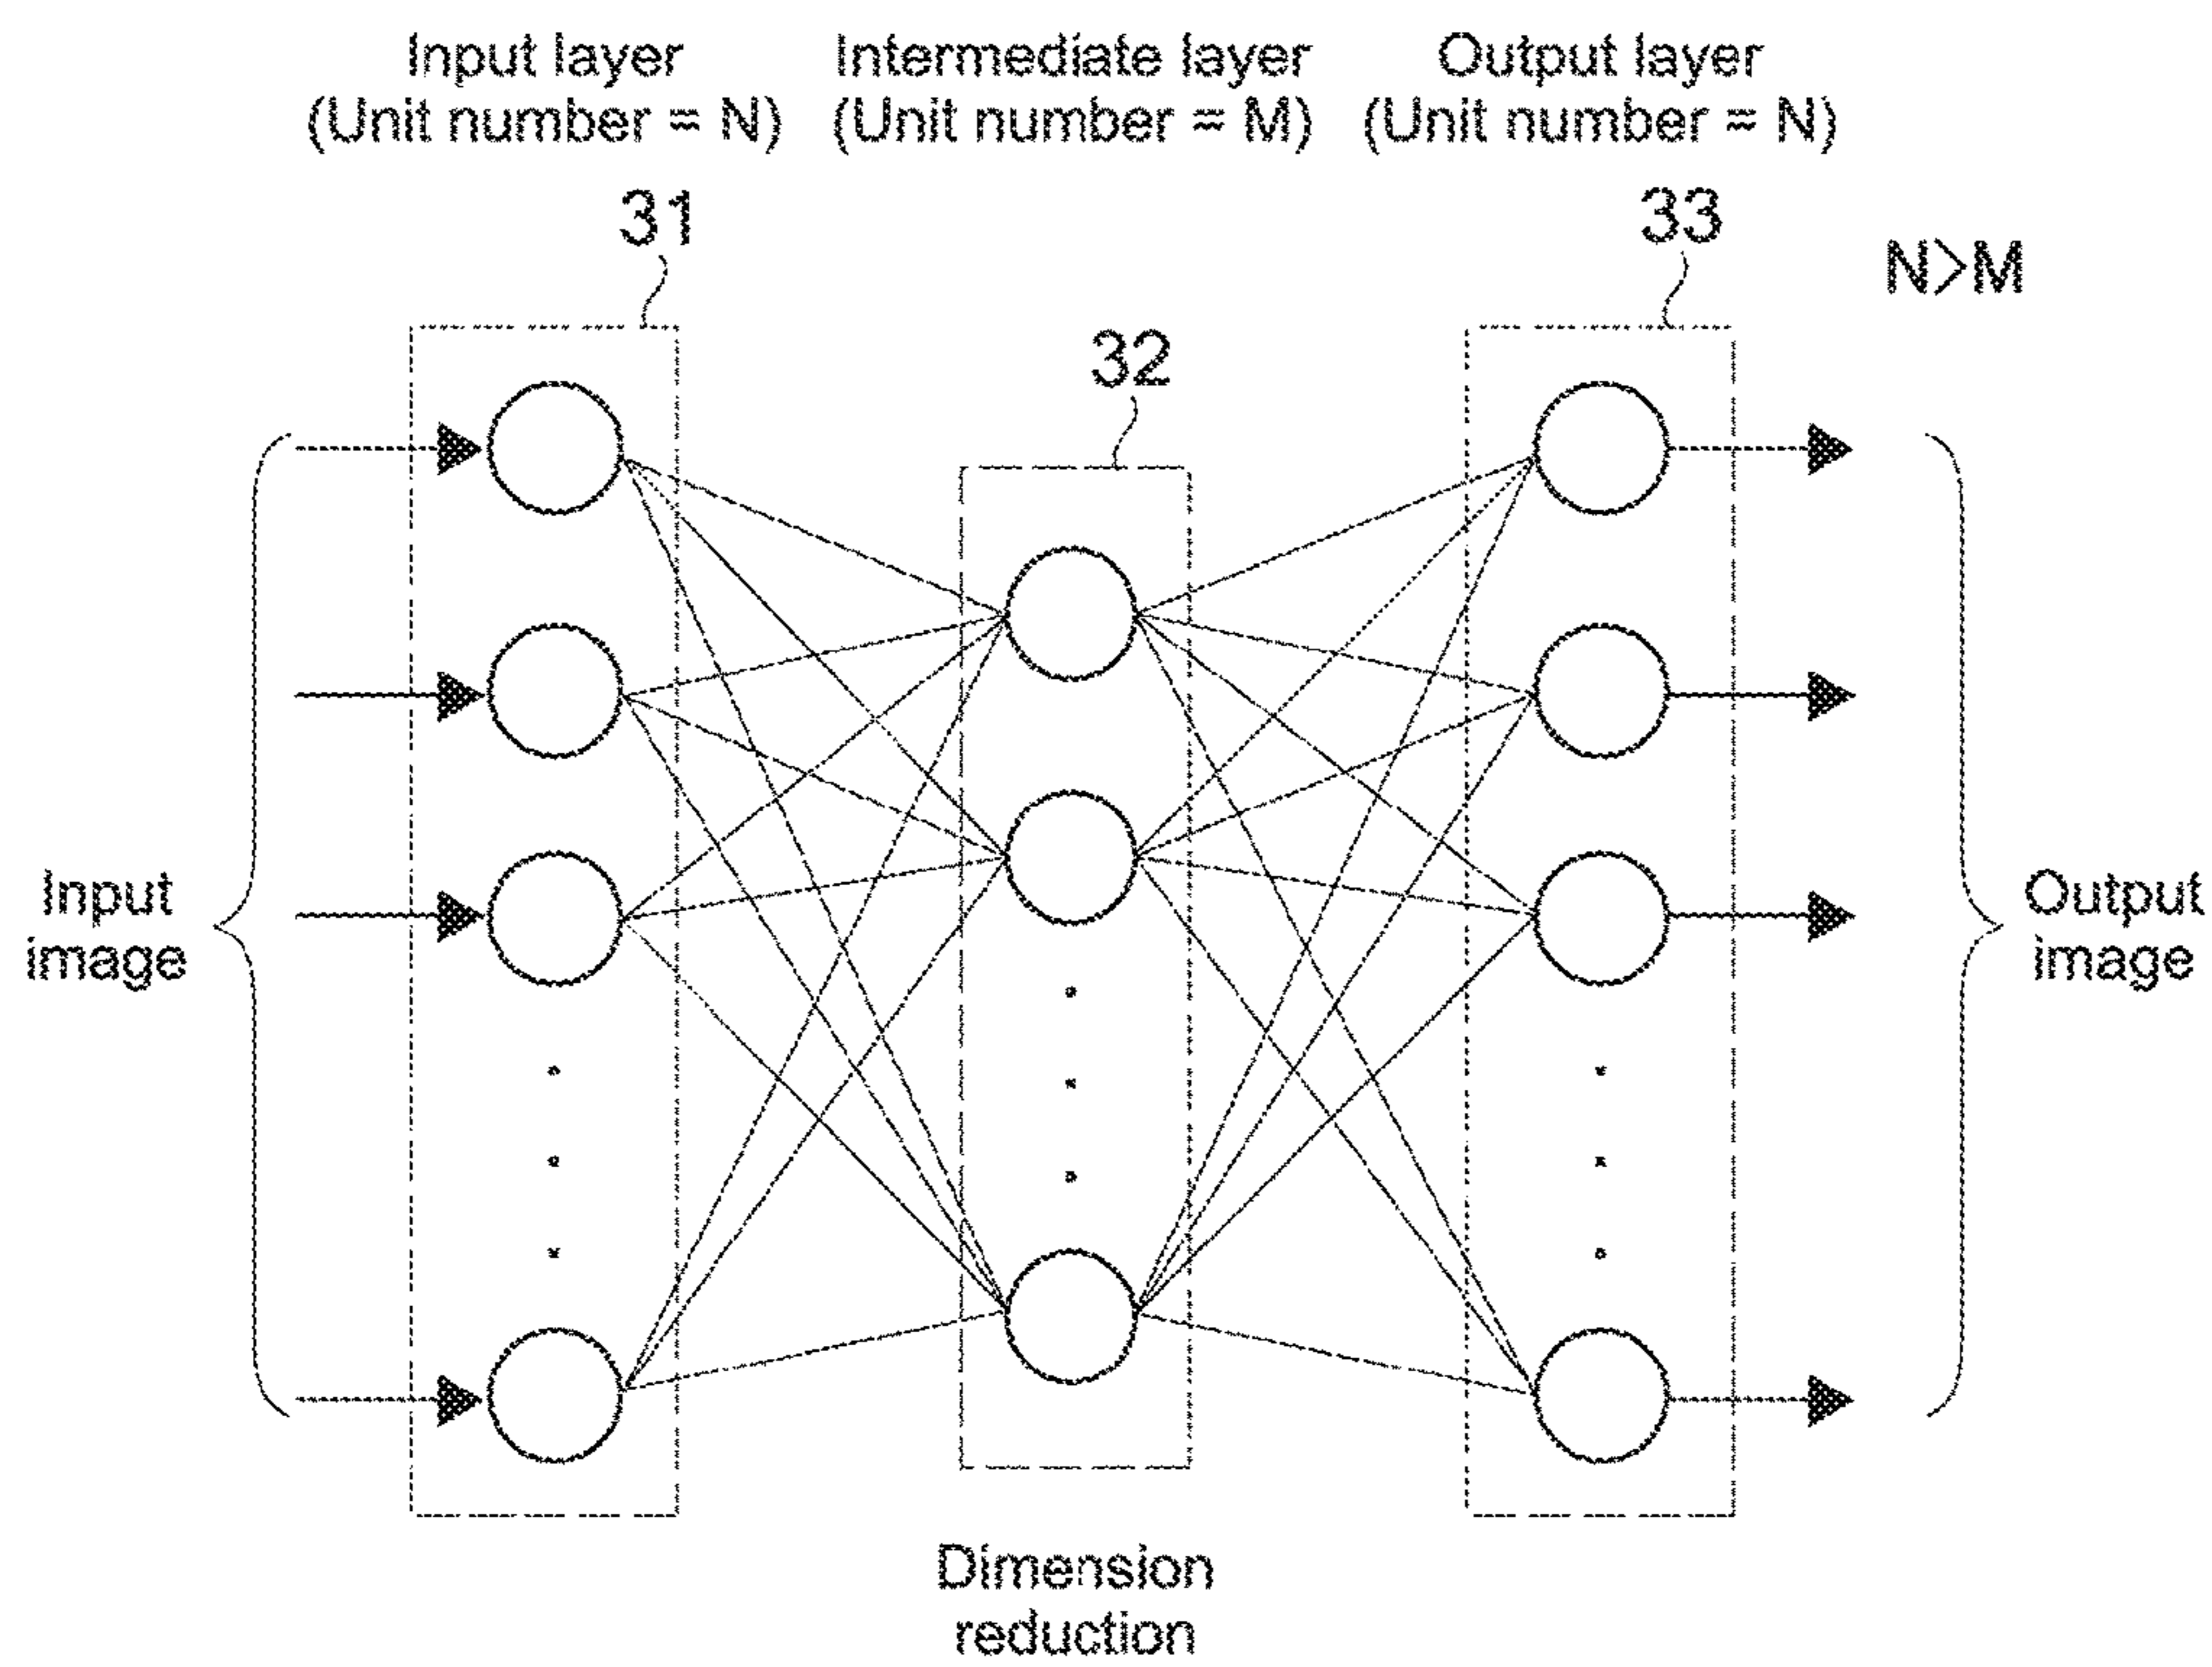 Input layer
(Unit number = N)
Intermediate layer
(Unit number = M)
Output layer
(Unit number = N)
31
32
33
N>M
Input
image
Output
image
Dimension
reduction